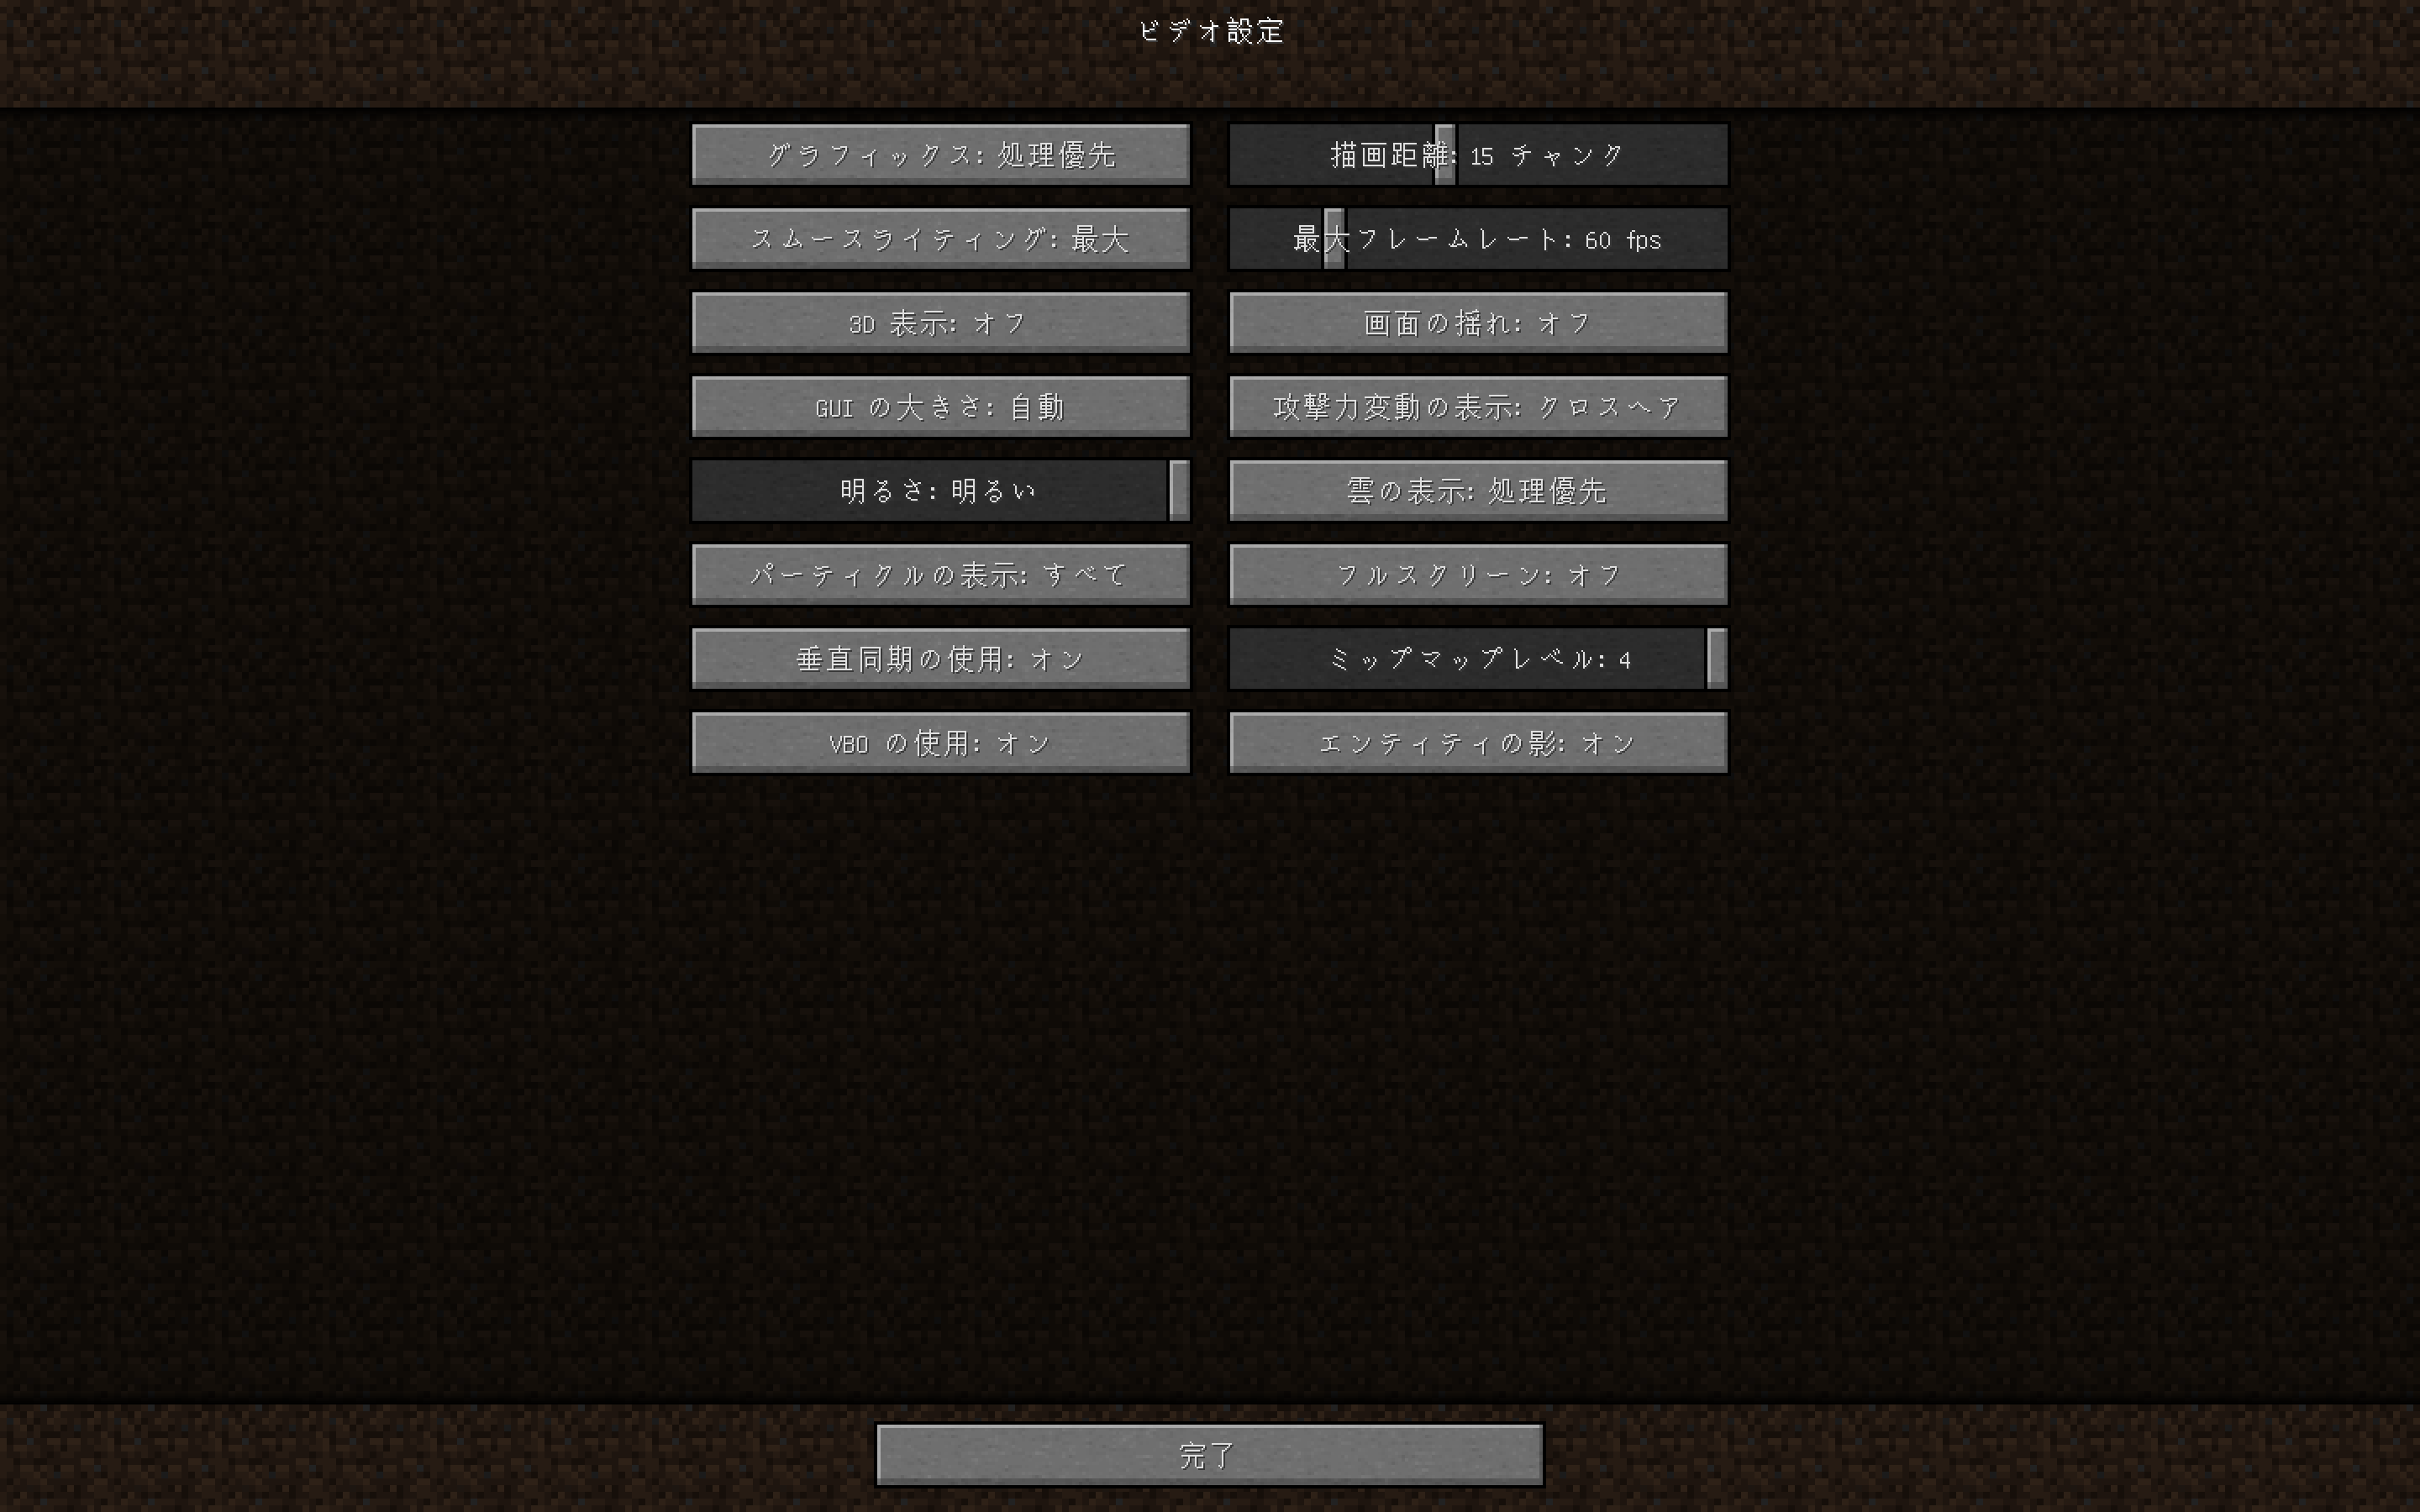 ビデオ設定
グラフィックス: 処理優先
描画距離: 15 チャンク
スムースライティング: 最大
最大フレームレート: 60 fps
3D 表示: オフ
画面の揺れ: オフ
GUI の大きさ: 自動
攻撃力変動の表示: クロスヘア
明るさ: 明るい
雲の表示: 処理優先
パーティクルの表示: すべて
フルスクリーン: オフ
垂直同期の使用: オン
ミップマップレベル: 4
VBO の使用: オン
エンティティの影: オン
完了